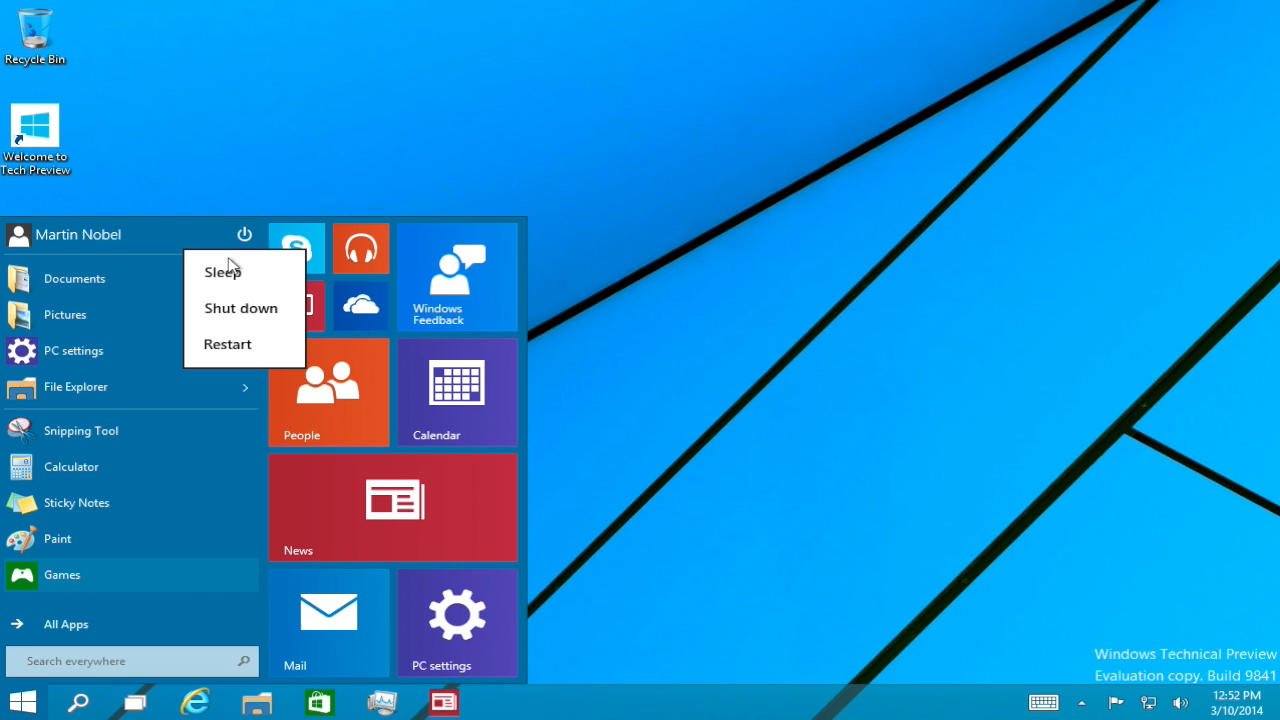 Recycle Bin
Welcome to
Tech Preview
Martin Nobel
Sleep
Shut down
Restart
Documents
Pictures
PC settings
File Explorer
Snipping Tool
Calculator
Sticky Notes
Paint
Games
All Apps
Search everywhere
Windows
Feedback
People
Calendar
News
Mail
PC settings
Windows Technical Preview
Evaluation copy. Build 9841
12:52 PM
3/10/2014